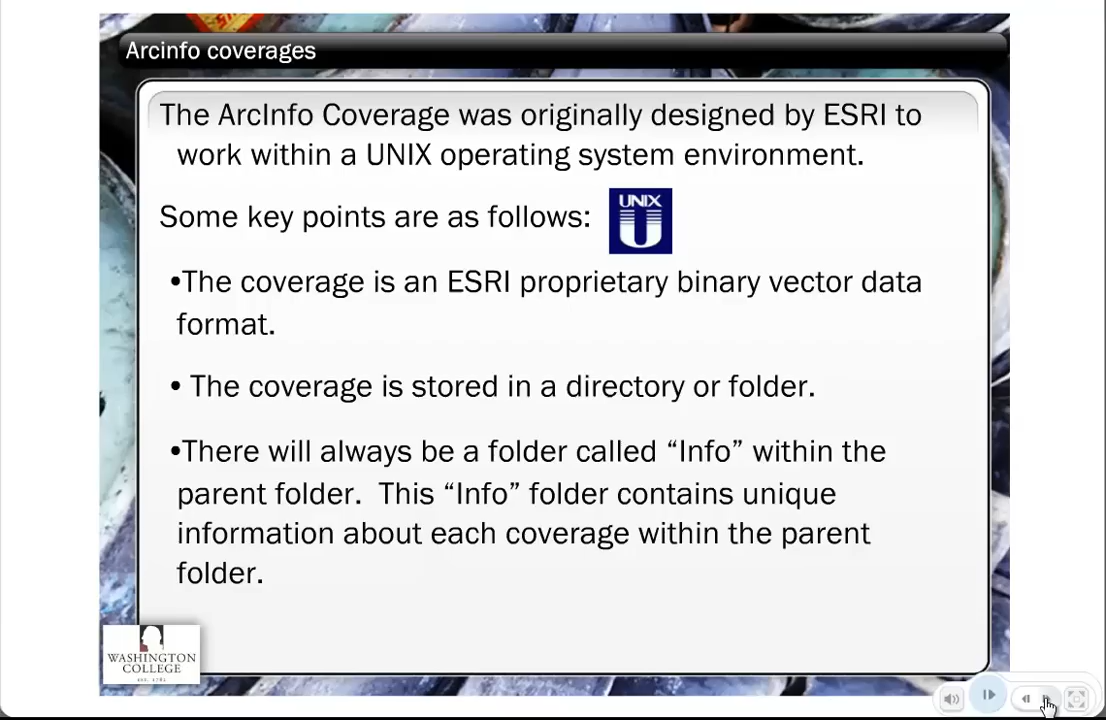 Arcinfo coverages
The ArcInfo Coverage was originally designed by ESRI to
work within a UNIX operating system environment.
Some key points are as follows:
UNIX
U
•The coverage is an ESRI proprietary binary vector data
format.
• The coverage is stored in a directory or folder.
•There will always be a folder called “Info” within the
parent folder.  This “Info” folder contains unique
information about each coverage within the parent
folder.
WASHINGTON
COLLEGE